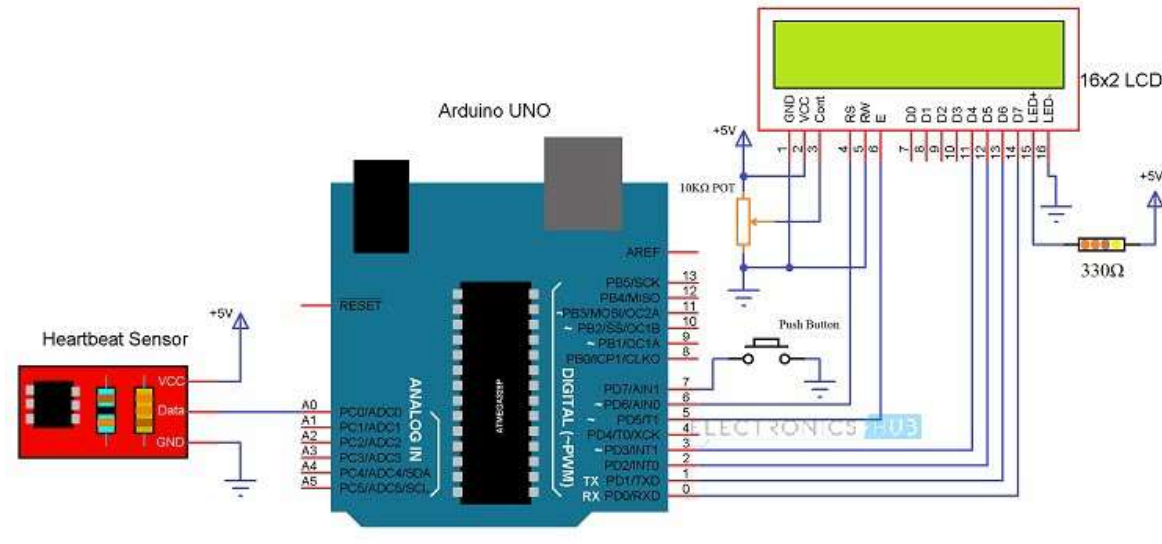 16x2 LCD
GND
VCC
Cont
RS
RW
E
D0
D1
D2
D3
D4
D5
D6
D7
LED+
LED-
1
2
3
4
5
6
7
8
9
10
11
12
13
14
15
16
+5V
10KΩ POT
+5V
330Ω
Arduino UNO
RESET
AREF
PB5/SCK 13
PB4/MISO 12
~PB3/MOSI/OC2A 11
~ PB2/SS/OC1B 10
~ PB1/OC1A 9
PB0/ICP1/CLKO 8
PD7/AIN1 7
~ PD6/AIN0 6
~ PD5/T1 5
PD4/T0/XCK 4
~ PD3/INT1 3
PD2/INT0 2
TX PD1/TXD 1
RX PD0/RXD 0
DIGITAL (~PWM)
ATMEGA328P
ANALOG IN
A0 PC0/ADC0
A1 PC1/ADC1
A2 PC2/ADC2
A3 PC3/ADC3
A4 PC4/ADC4/SDA
A5 PC5/ADC5/SCL
Push Button
ELECTRONICS HUB
+5V
Heartbeat Sensor
VCC
Data
GND